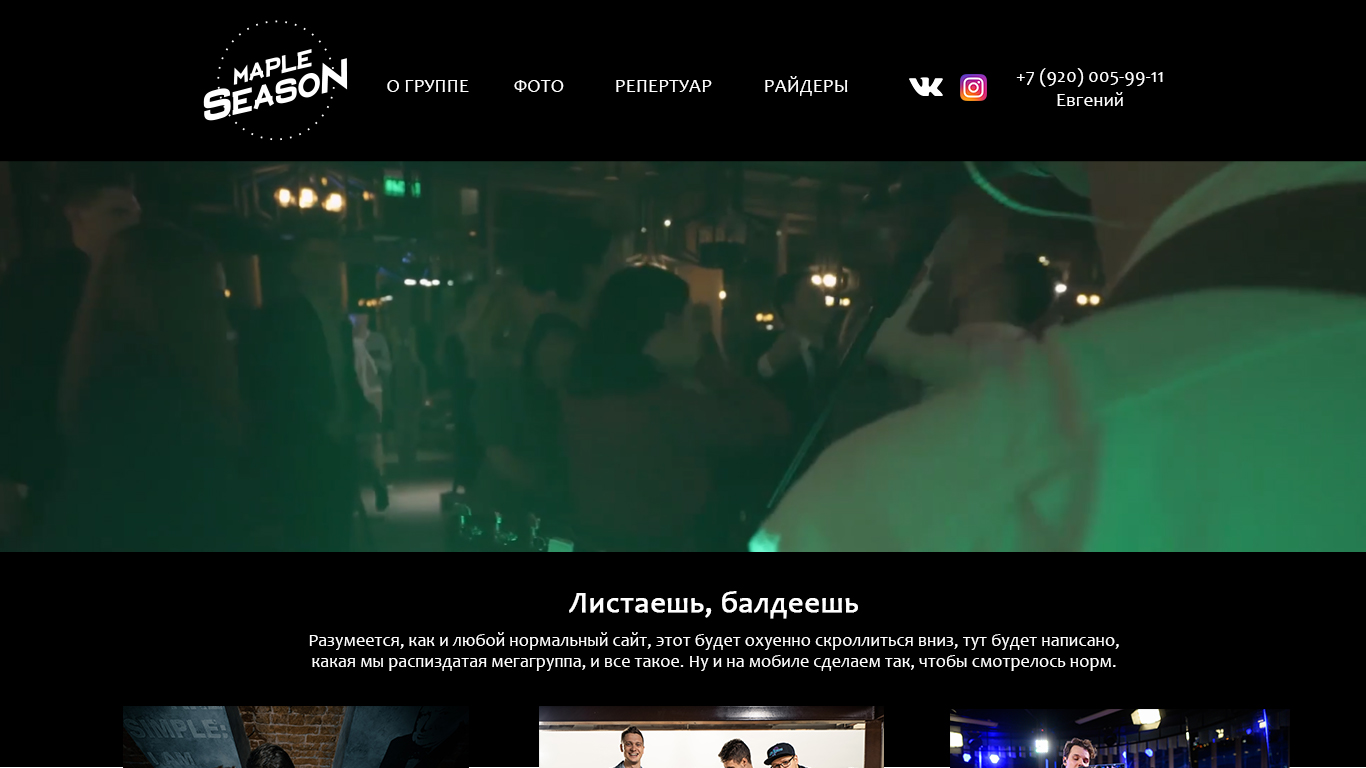 MAPLE
SEASON
О ГРУППЕ
ФОТО
РЕПЕРТУАР
РАЙДЕРЫ
+7 (920) 005-99-11
Евгений
Листаешь, балдеешь
Разумеется, как и любой нормальный сайт, этот будет охуенно скроллиться вниз, тут будет написано,
какая мы распиздатая мегагруппа, и все такое. Ну и на мобиле сделаем так, чтобы смотрелось норм.
SIMPLE;